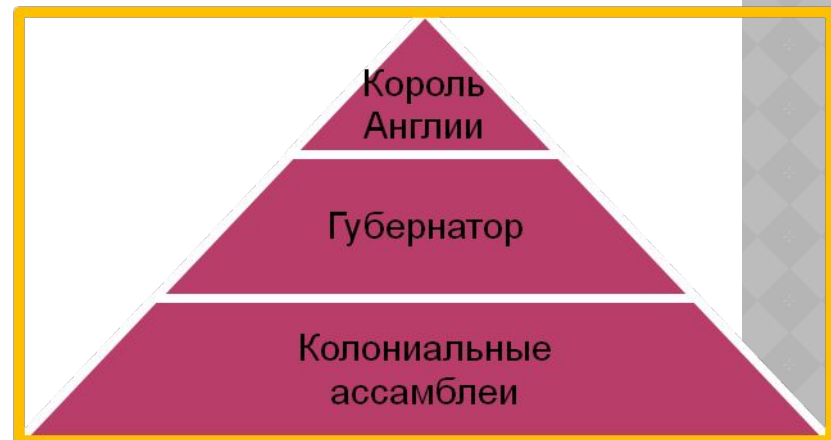 Король
Англии
Губернатор
Колониальные
ассамблеи